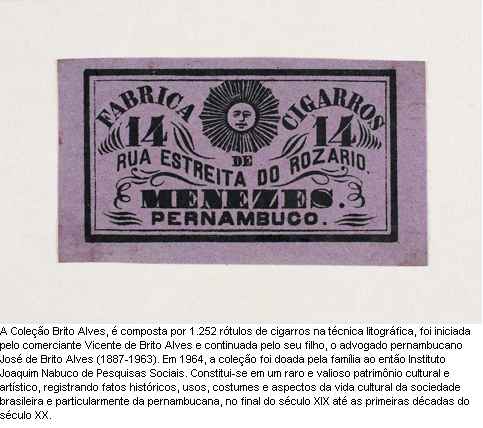 FABRICA CIGARROS
14 DE 14
RUA ESTREITA DO ROZARIO.
MENEZES.
PERNAMBUCO.
A Coleção Brito Alves, é composta por 1.252 rótulos de cigarros na técnica litográfica, foi iniciada
pelo comerciante Vicente de Brito Alves e continuada pelo seu filho, o advogado pernambucano
José de Brito Alves (1887-1963). Em 1964, a coleção foi doada pela família ao então Instituto
Joaquim Nabuco de Pesquisas Sociais. Constitui-se em um raro e valioso patrimônio cultural e
artístico, registrando fatos históricos, usos, costumes e aspectos da vida cultural da sociedade
brasileira e particularmente da pernambucana, no final do século XIX até as primeiras décadas do
século XX.